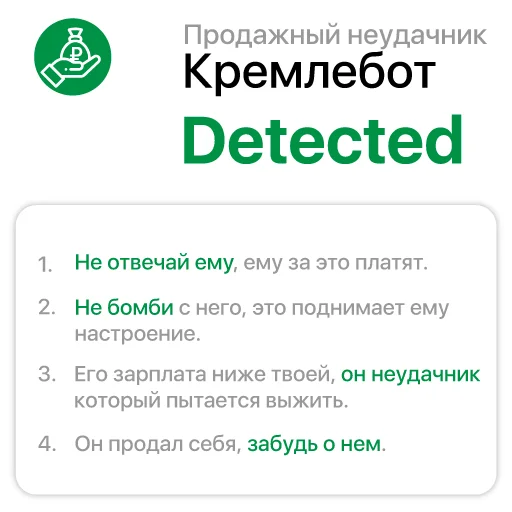 Продажный неудачник
Кремлебот
Detected
1. Не отвечай ему, ему за это платят.
2. Не бомби с него, это поднимает ему
настроение.
3. Его зарплата ниже твоей, он неудачник
который пытается выжить.
4. Он продал себя, забудь о нем.